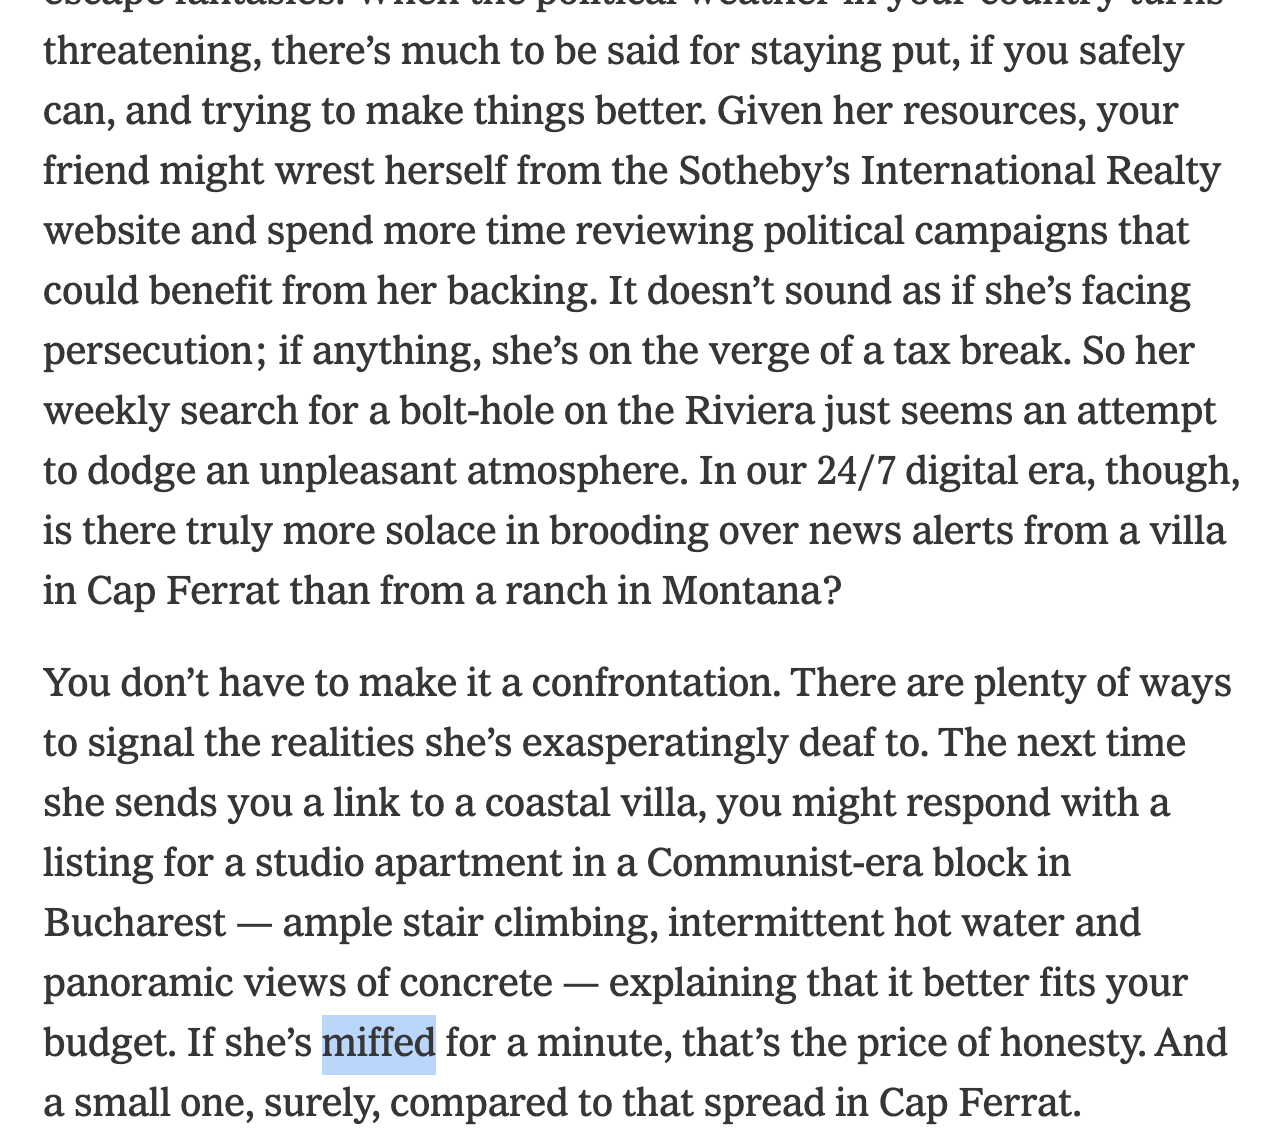 escape fantasies. When the political weather in your country turns
threatening, there’s much to be said for staying put, if you safely
can, and trying to make things better. Given her resources, your
friend might wrest herself from the Sotheby’s International Realty
website and spend more time reviewing political campaigns that
could benefit from her backing. It doesn’t sound as if she’s facing
persecution; if anything, she’s on the verge of a tax break. So her
weekly search for a bolt-hole on the Riviera just seems an attempt
to dodge an unpleasant atmosphere. In our 24/7 digital era, though,
is there truly more solace in brooding over news alerts from a villa
in Cap Ferrat than from a ranch in Montana?
You don’t have to make it a confrontation. There are plenty of ways
to signal the realities she’s exasperatingly deaf to. The next time
she sends you a link to a coastal villa, you might respond with a
listing for a studio apartment in a Communist-era block in
Bucharest — ample stair climbing, intermittent hot water and
panoramic views of concrete — explaining that it better fits your
budget. If she’s miffed for a minute, that’s the price of honesty. And
a small one, surely, compared to that spread in Cap Ferrat.